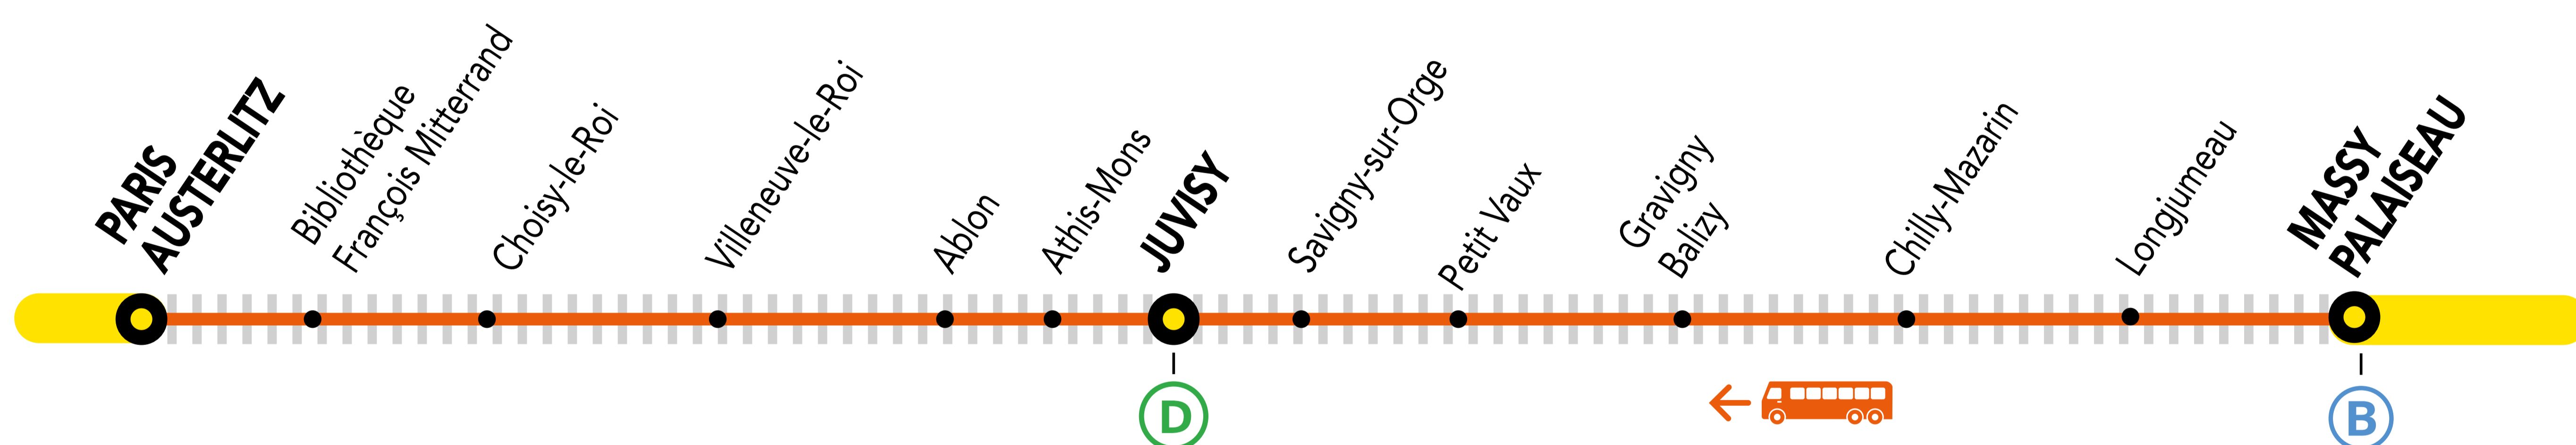 PARIS
AUSTERLITZ
Bibliothèque
François Mitterrand
Choisy-le-Roi
Villeneuve-le-Roi
Ablon
Athis-Mons
JUVISY
Savigny-sur-Orge
Petit Vaux
Gravigny
Balizy
Chilly-Mazarin
Longjumeau
MASSY
PALAISEAU
D
B